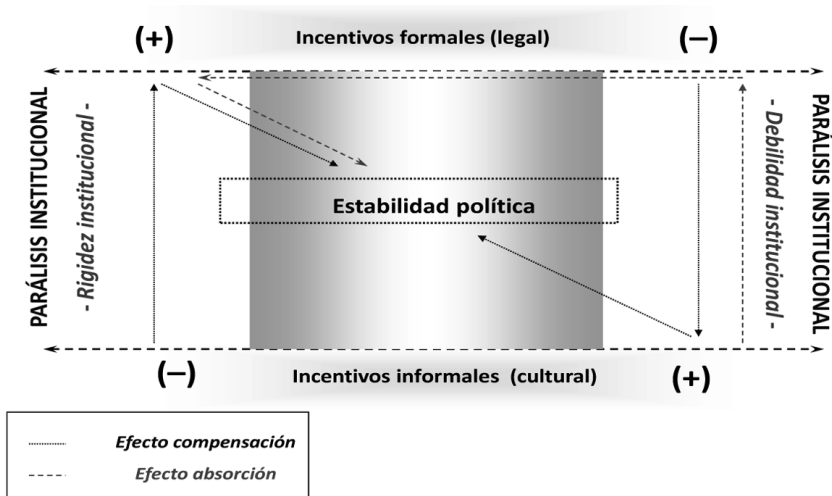 (+)
Incentivos formales (legal)
(−)
PARÁLISIS INSTITUCIONAL
- Rigidez institucional -
Estabilidad política
- Debilidad institucional -
PARÁLISIS INSTITUCIONAL
(−)
Incentivos informales (cultural)
(+)
Efecto compensación
Efecto absorción